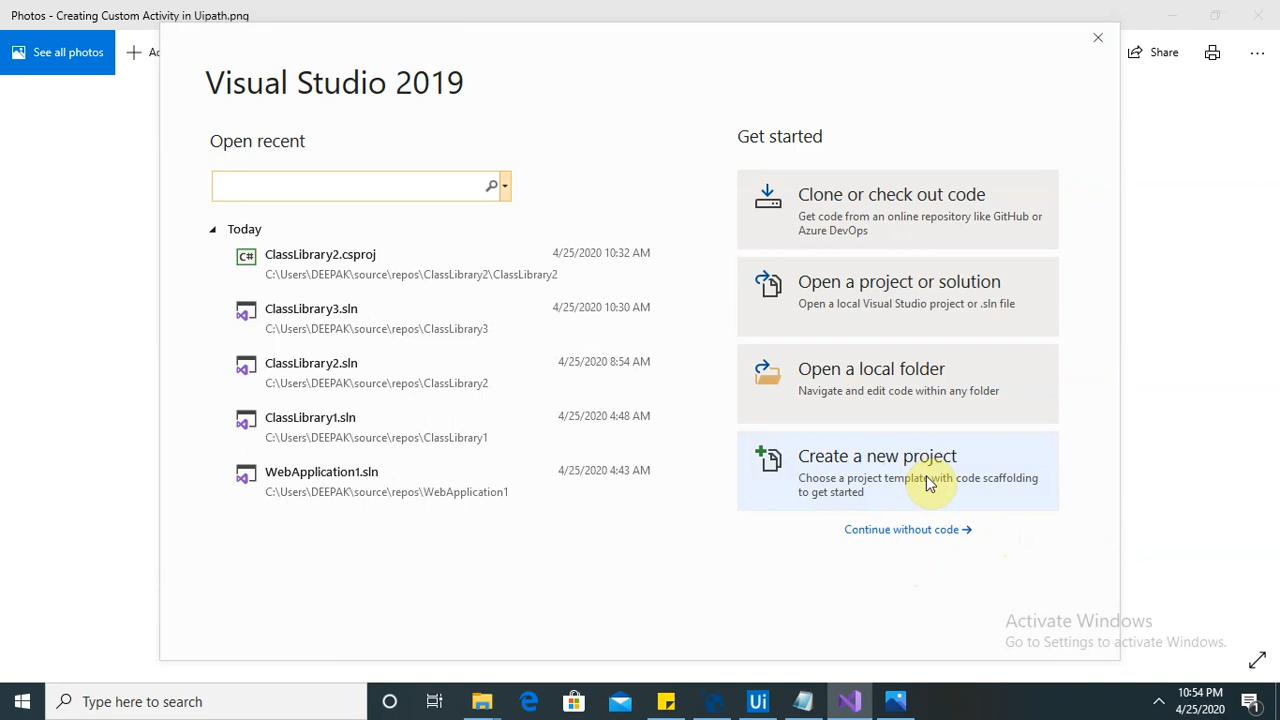 Photos - Creating Custom Activity in Uipath.png
See all photos
Share
Visual Studio 2019
Open recent
Today
ClassLibrary2.csproj 4/25/2020 10:32 AM
C:\Users\DEEPAK\source\repos\ClassLibrary2\ClassLibrary2
ClassLibrary3.sln 4/25/2020 10:30 AM
C:\Users\DEEPAK\source\repos\ClassLibrary3
ClassLibrary2.sln 4/25/2020 8:54 AM
C:\Users\DEEPAK\source\repos\ClassLibrary2
ClassLibrary1.sln 4/25/2020 4:48 AM
C:\Users\DEEPAK\source\repos\ClassLibrary1
WebApplication1.sln 4/25/2020 4:43 AM
C:\Users\DEEPAK\source\repos\WebApplication1
Get started
Clone or check out code
Get code from an online repository like GitHub or
Azure DevOps
Open a project or solution
Open a local Visual Studio project or .sln file
Open a local folder
Navigate and edit code within any folder
Create a new project
Choose a project template with code scaffolding
to get started
Continue without code →
Activate Windows
Go to Settings to activate Windows.
Type here to search
C#
Ui
10:54 PM
4/25/2020
1